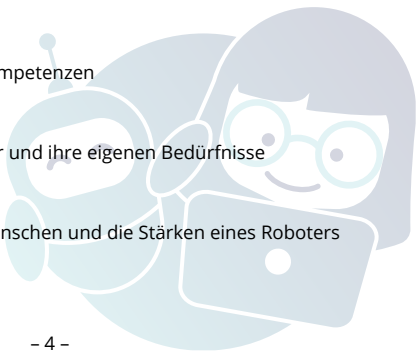 mpetenzen
r und ihre eigenen Bedürfnisse
nschen und die Stärken eines Roboters
– 4 –